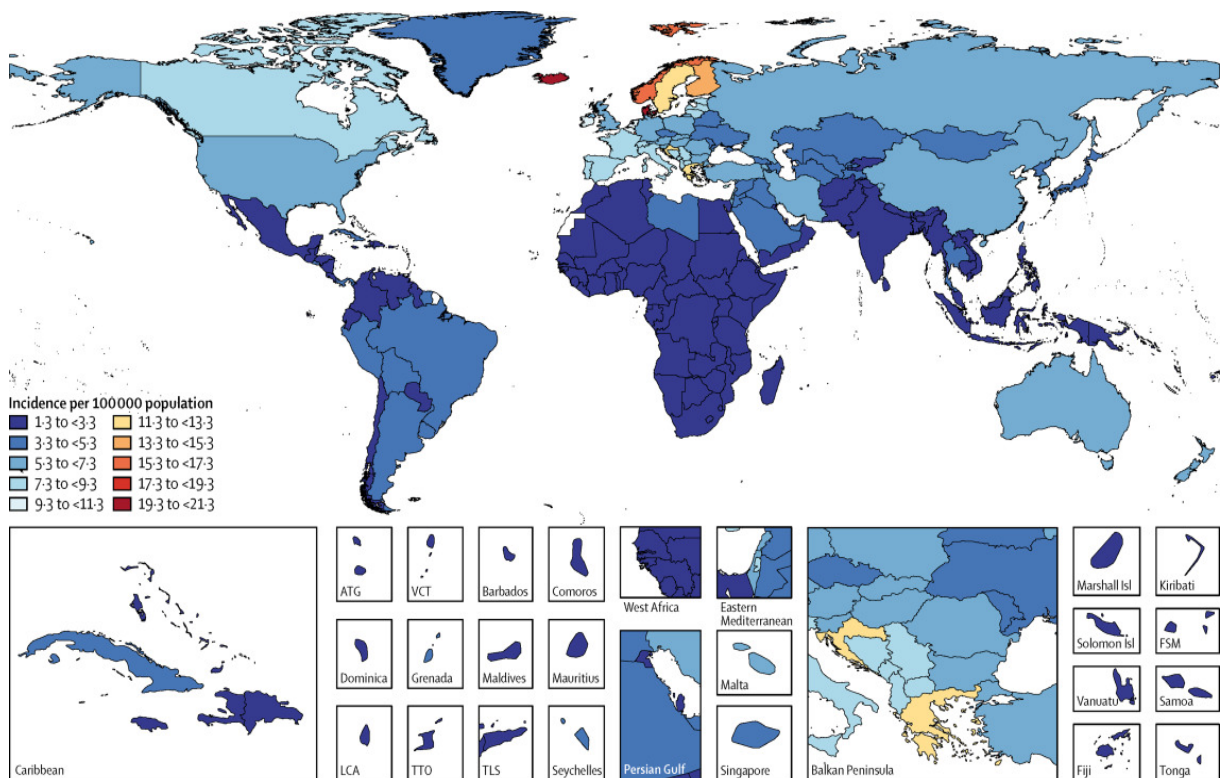 Incidence per 100 000 population
1·3 to <3·3
3·3 to <5·3
5·3 to <7·3
7·3 to <9·3
9·3 to <11·3
11·3 to <13·3
13·3 to <15·3
15·3 to <17·3
17·3 to <19·3
19·3 to <21·3
Caribbean
ATG
VCT
Barbados
Comoros
Dominica
Grenada
Maldives
Mauritius
LCA
TTO
TLS
Seychelles
West Africa
Eastern
Mediterranean
Persian Gulf
Malta
Singapore
Balkan Peninsula
Marshall Isl
Kiribati
Solomon Isl
FSM
Vanuatu
Samoa
Fiji
Tonga